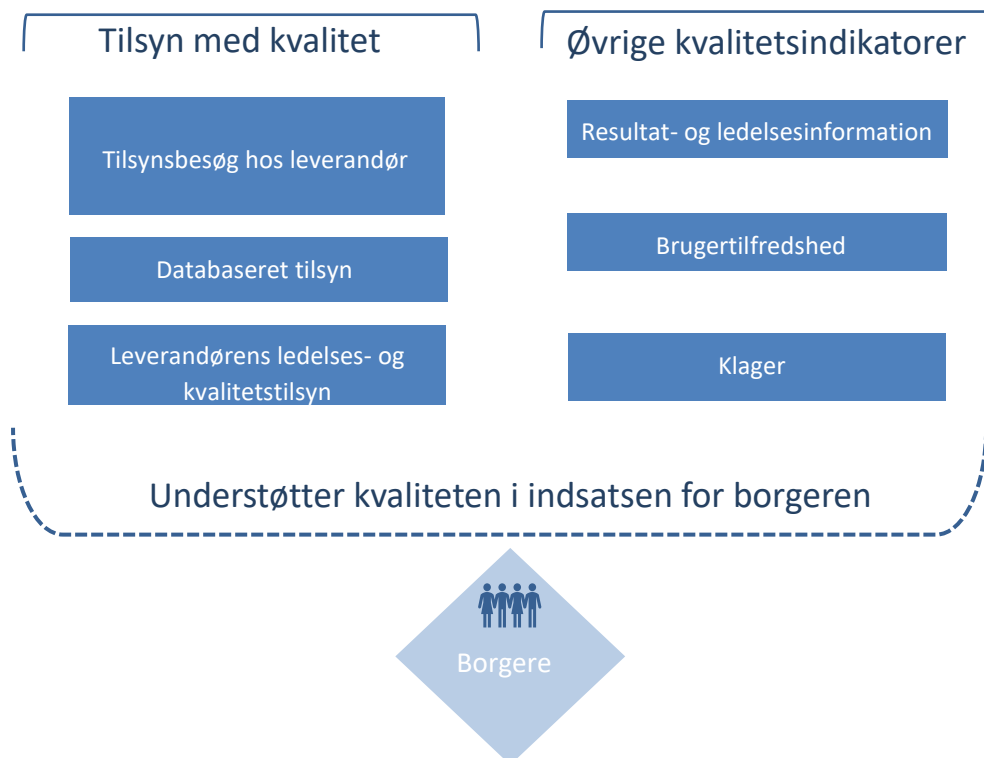 Tilsyn med kvalitet
Tilsynsbesøg hos leverandør
Databaseret tilsyn
Leverandørens ledelses- og
kvalitetstilsyn
Øvrige kvalitetsindikatorer
Resultat- og ledelsesinformation
Brugertilfredshed
Klager
Understøtter kvaliteten i indsatsen for borgeren
Borgere